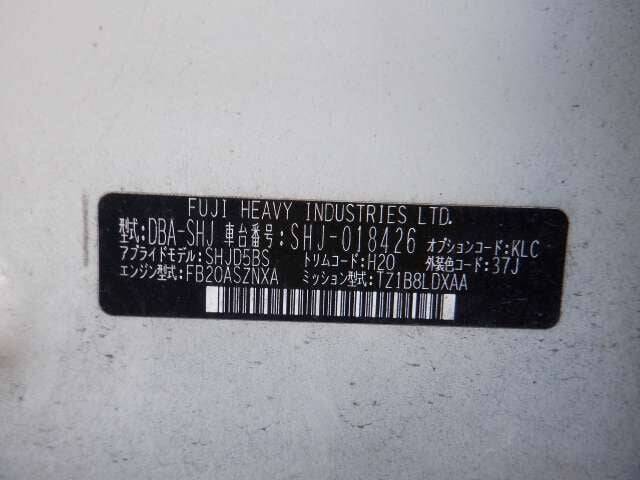 FUJI HEAVY INDUSTRIES LTD.
型式:DBA-SHJ 車台番号:SHJ-018426 オプションコード:KLC
アプライドモデル:SHJD5BS トリムコード:H20 外装色コード:37J
エンジン型式:FB20ASZNXA ミッション型式:TZ1B8LDXAA